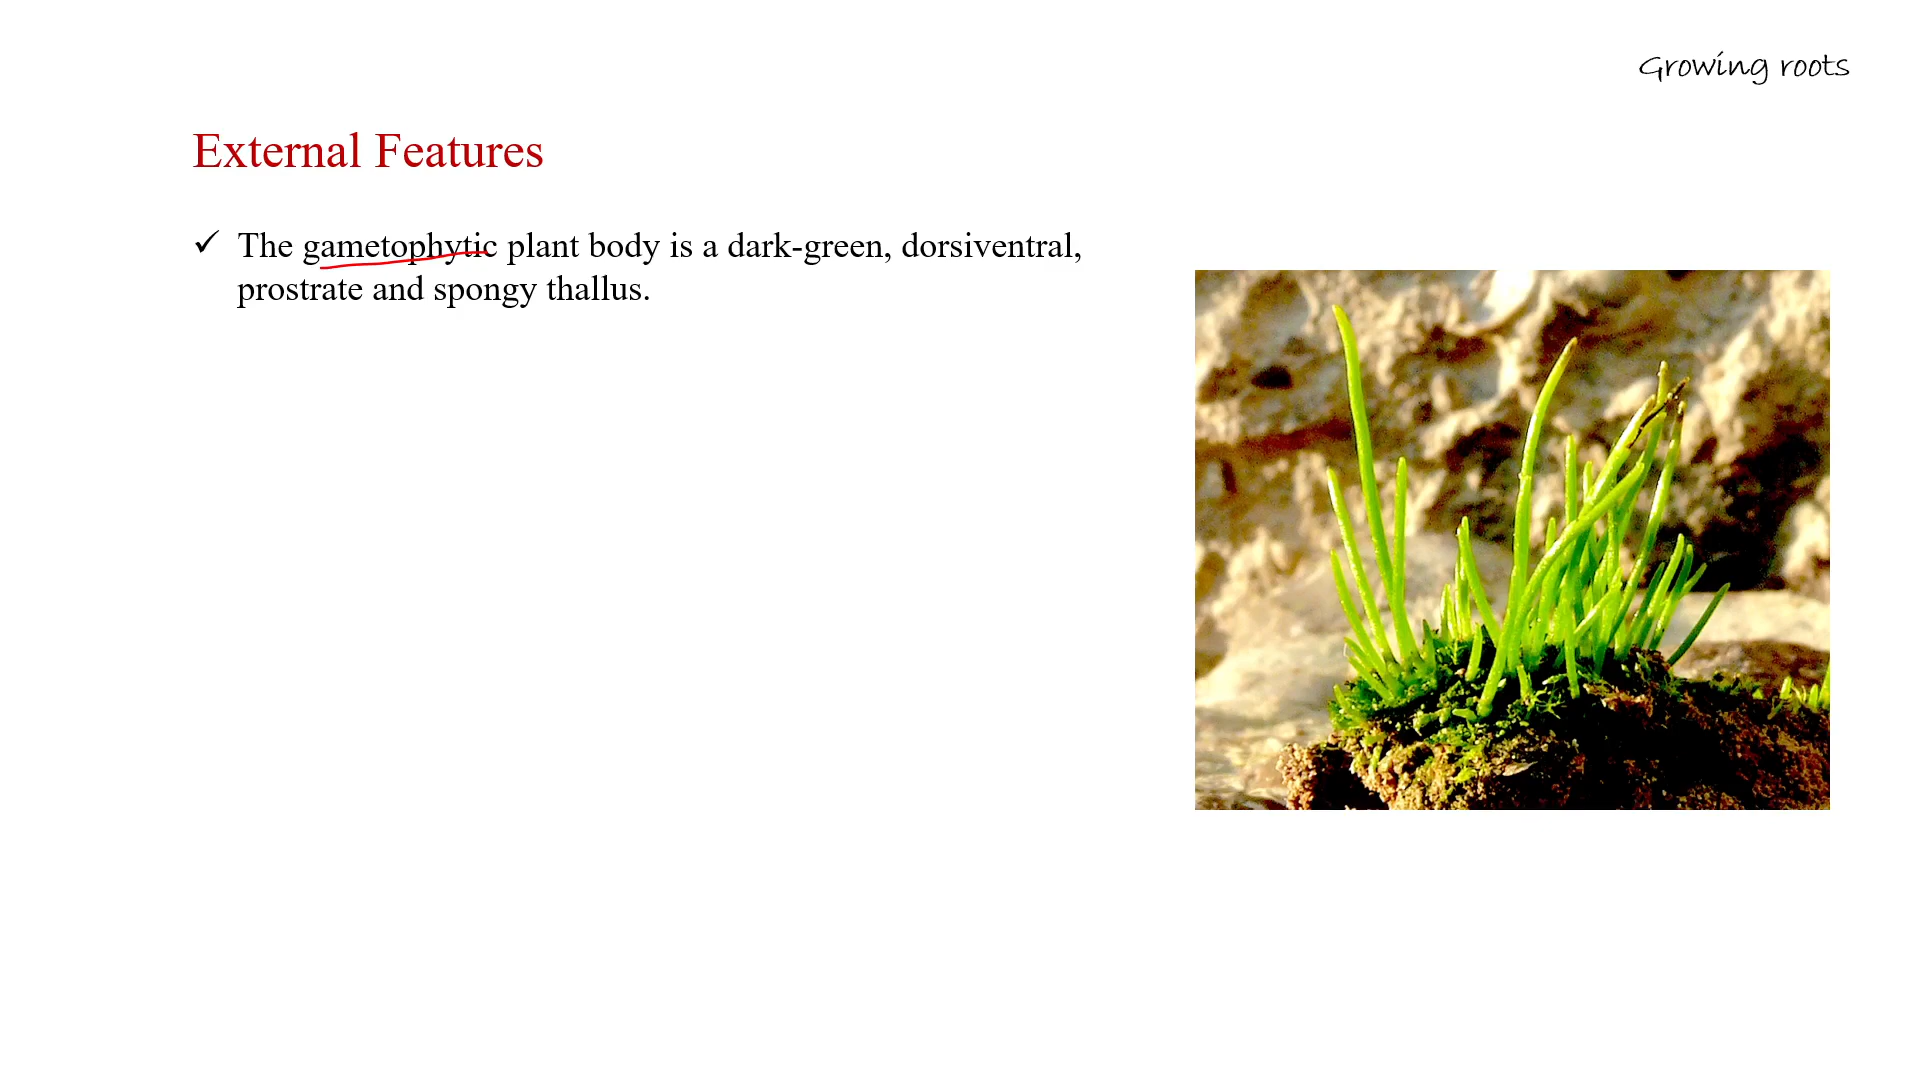 Growing roots
External Features
✓ The gametophytic plant body is a dark-green, dorsiventral,
prostrate and spongy thallus.